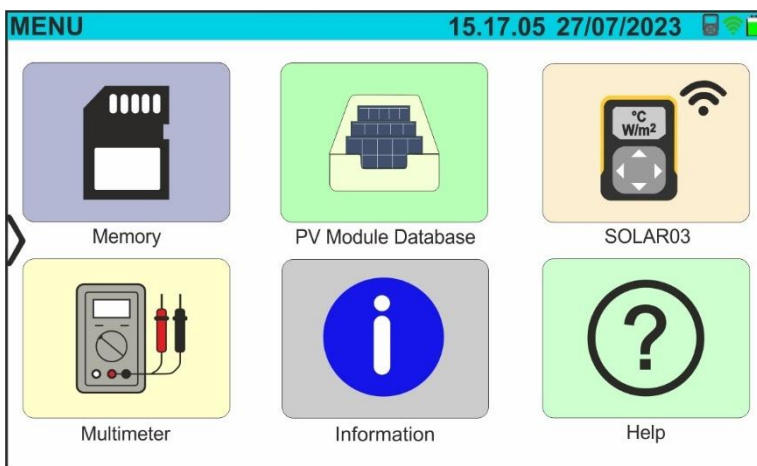 MENU 15.17.05 27/07/2023
°C
W/m²
Memory PV Module Database SOLAR03
i ?
Multimeter Information Help